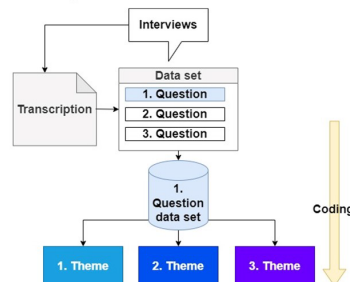 Interviews
Data set
1. Question
Transcription
2. Question
3. Question
1.
Question
data set
Coding
1. Theme
2. Theme
3. Theme